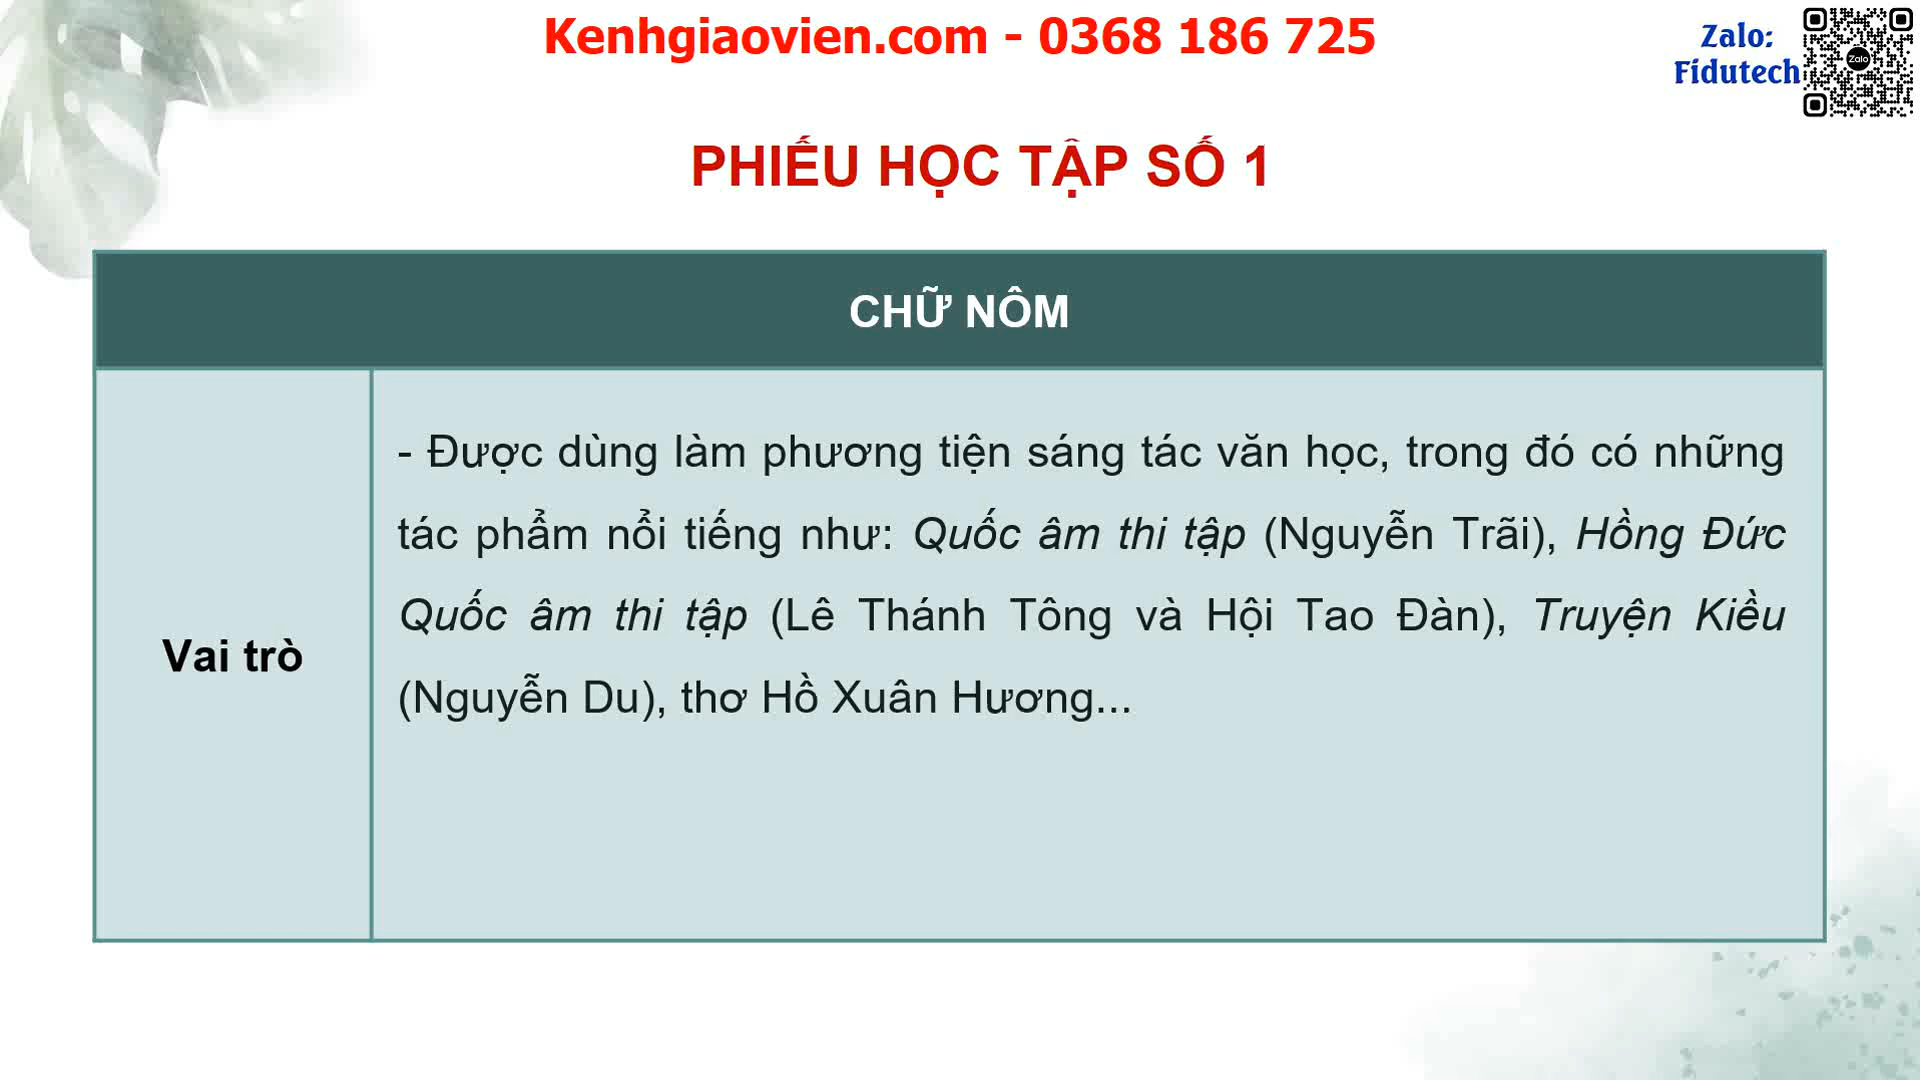 Kenhgiaovien.com - 0368 186 725
Zalo:
Fidutech
Zalo
PHIẾU HỌC TẬP SỐ 1
CHỮ NÔM
Vai trò
- Được dùng làm phương tiện sáng tác văn học, trong đó có những
tác phẩm nổi tiếng như: Quốc âm thi tập (Nguyễn Trãi), Hồng Đức
Quốc âm thi tập (Lê Thánh Tông và Hội Tao Đàn), Truyện Kiều
(Nguyễn Du), thơ Hồ Xuân Hương...